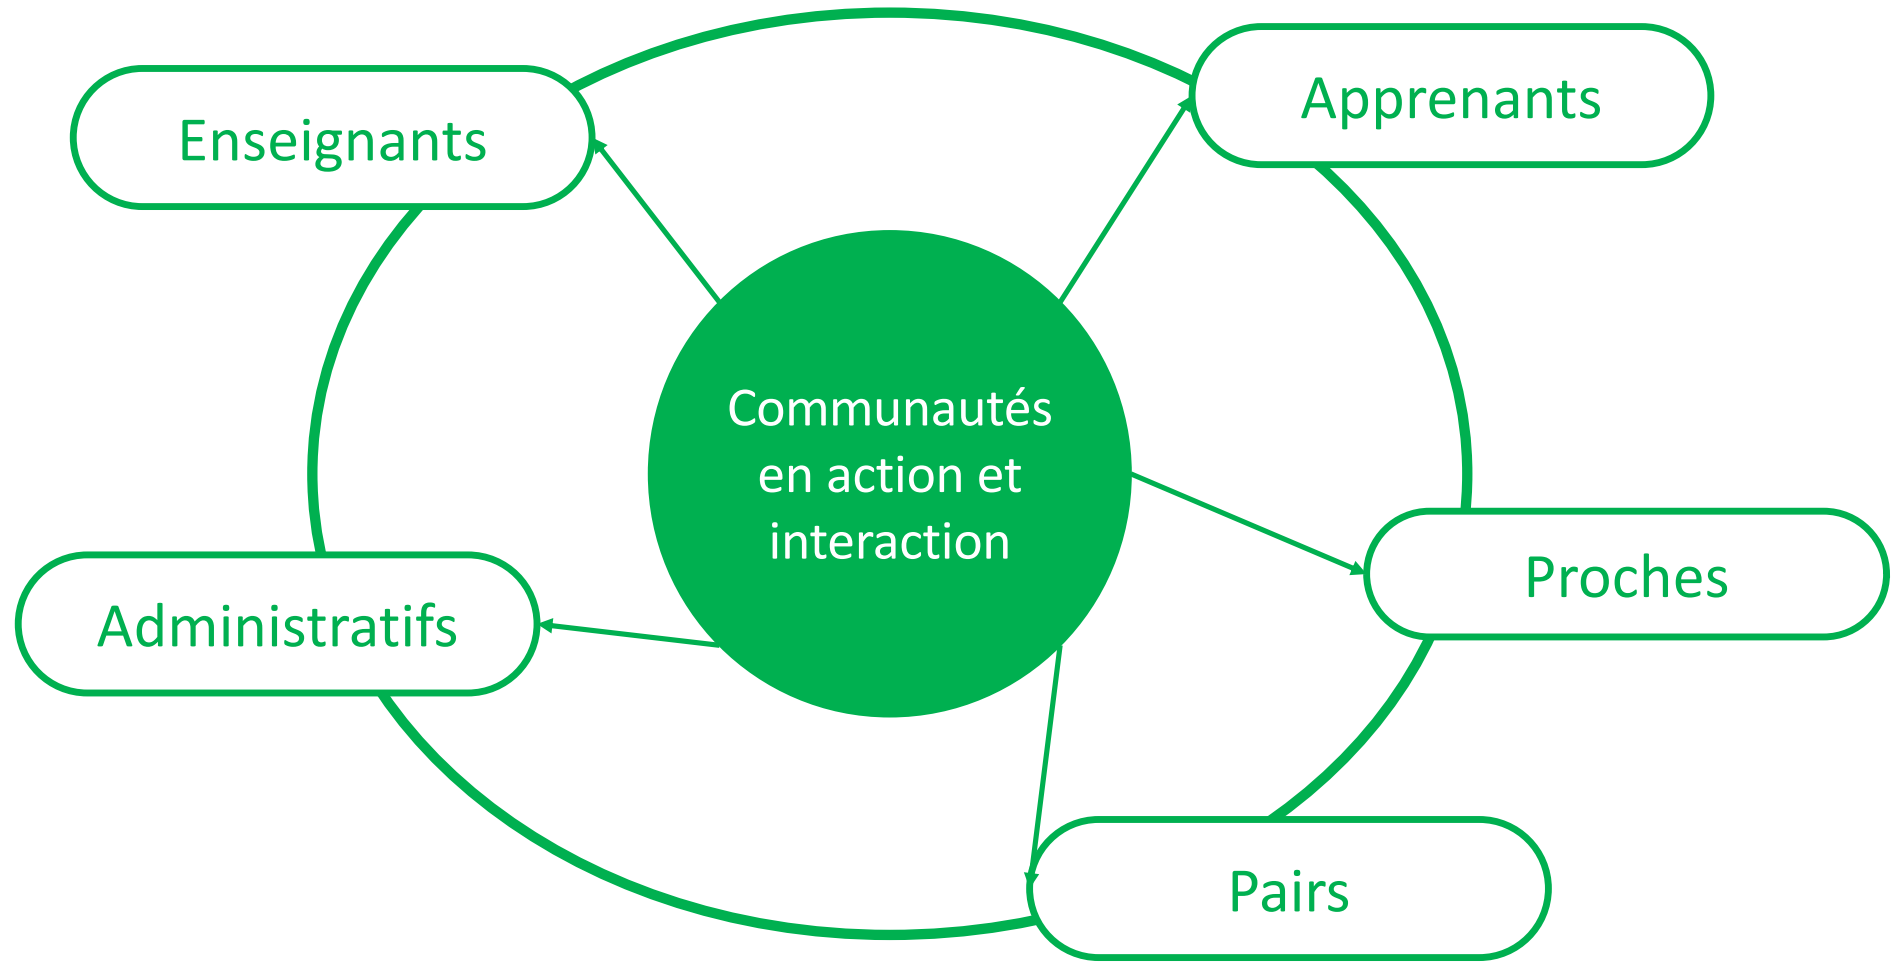 Apprenants
Enseignants
Communautés
en action et
interaction
Proches
Administratifs
Pairs